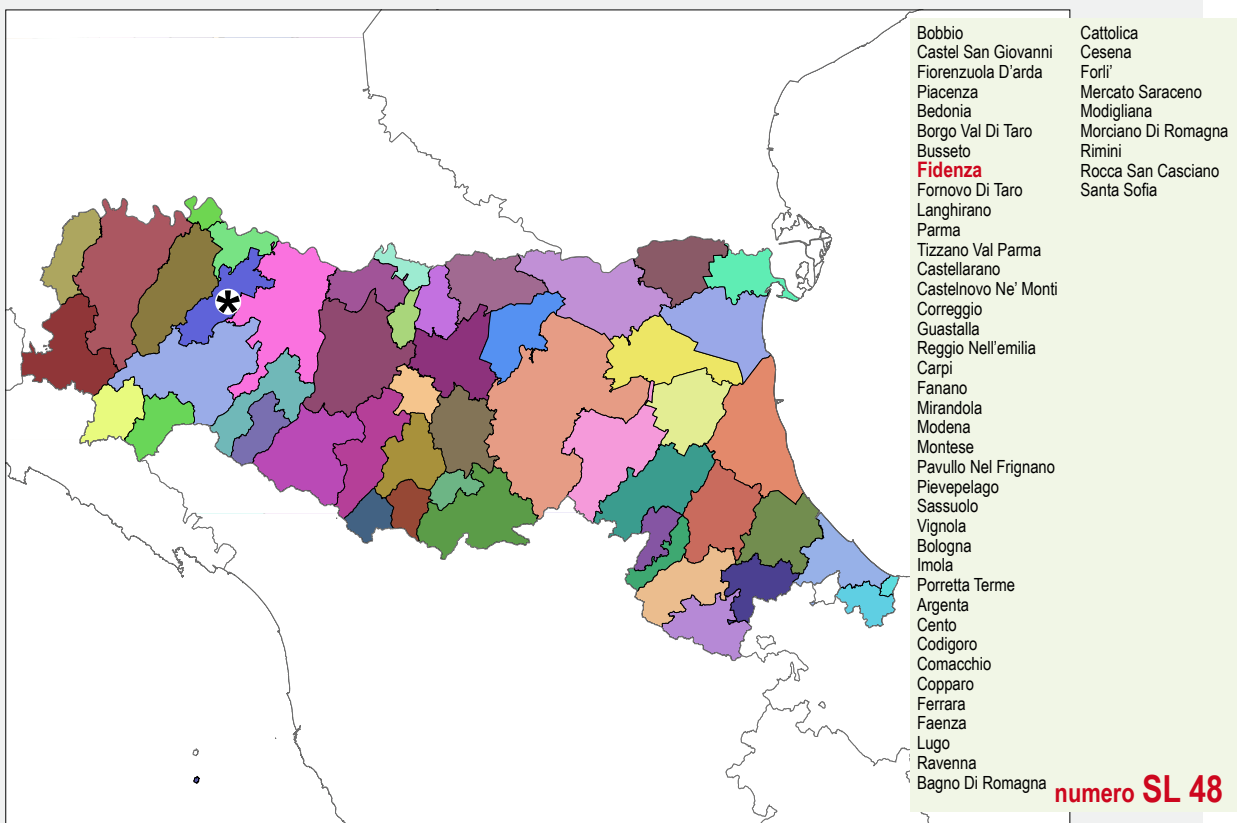 Bobbio
Castel San Giovanni
Fiorenzuola D'arda
Piacenza
Bedonia
Borgo Val Di Taro
Busseto
Fidenza
Fornovo Di Taro
Langhirano
Parma
Tizzano Val Parma
Castellarano
Castelnovo Ne' Monti
Correggio
Guastalla
Reggio Nell'emilia
Carpi
Fanano
Mirandola
Modena
Montese
Pavullo Nel Frignano
Pievepelago
Sassuolo
Vignola
Bologna
Imola
Porretta Terme
Argenta
Cento
Codigoro
Comacchio
Copparo
Ferrara
Faenza
Lugo
Ravenna
Bagno Di Romagna
Cattolica
Cesena
Forli'
Mercato Saraceno
Modigliana
Morciano Di Romagna
Rimini
Rocca San Casciano
Santa Sofia
numero SL 48